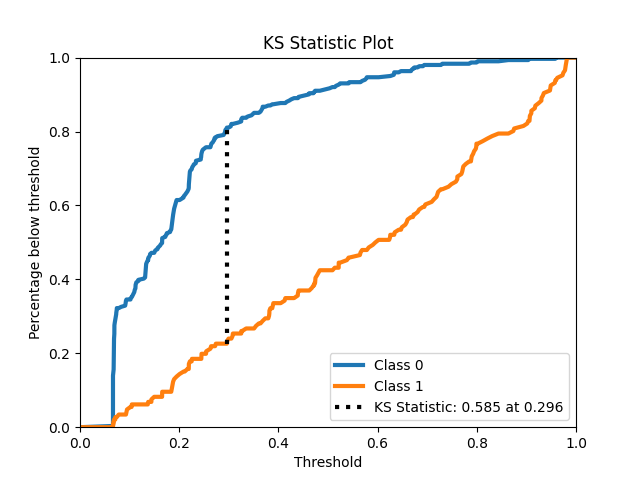 KS Statistic Plot
Percentage below threshold
1.0
0.8
0.6
0.4
0.2
0.0
0.0 0.2 0.4 0.6 0.8 1.0
Threshold
Class 0
Class 1
KS Statistic: 0.585 at 0.296